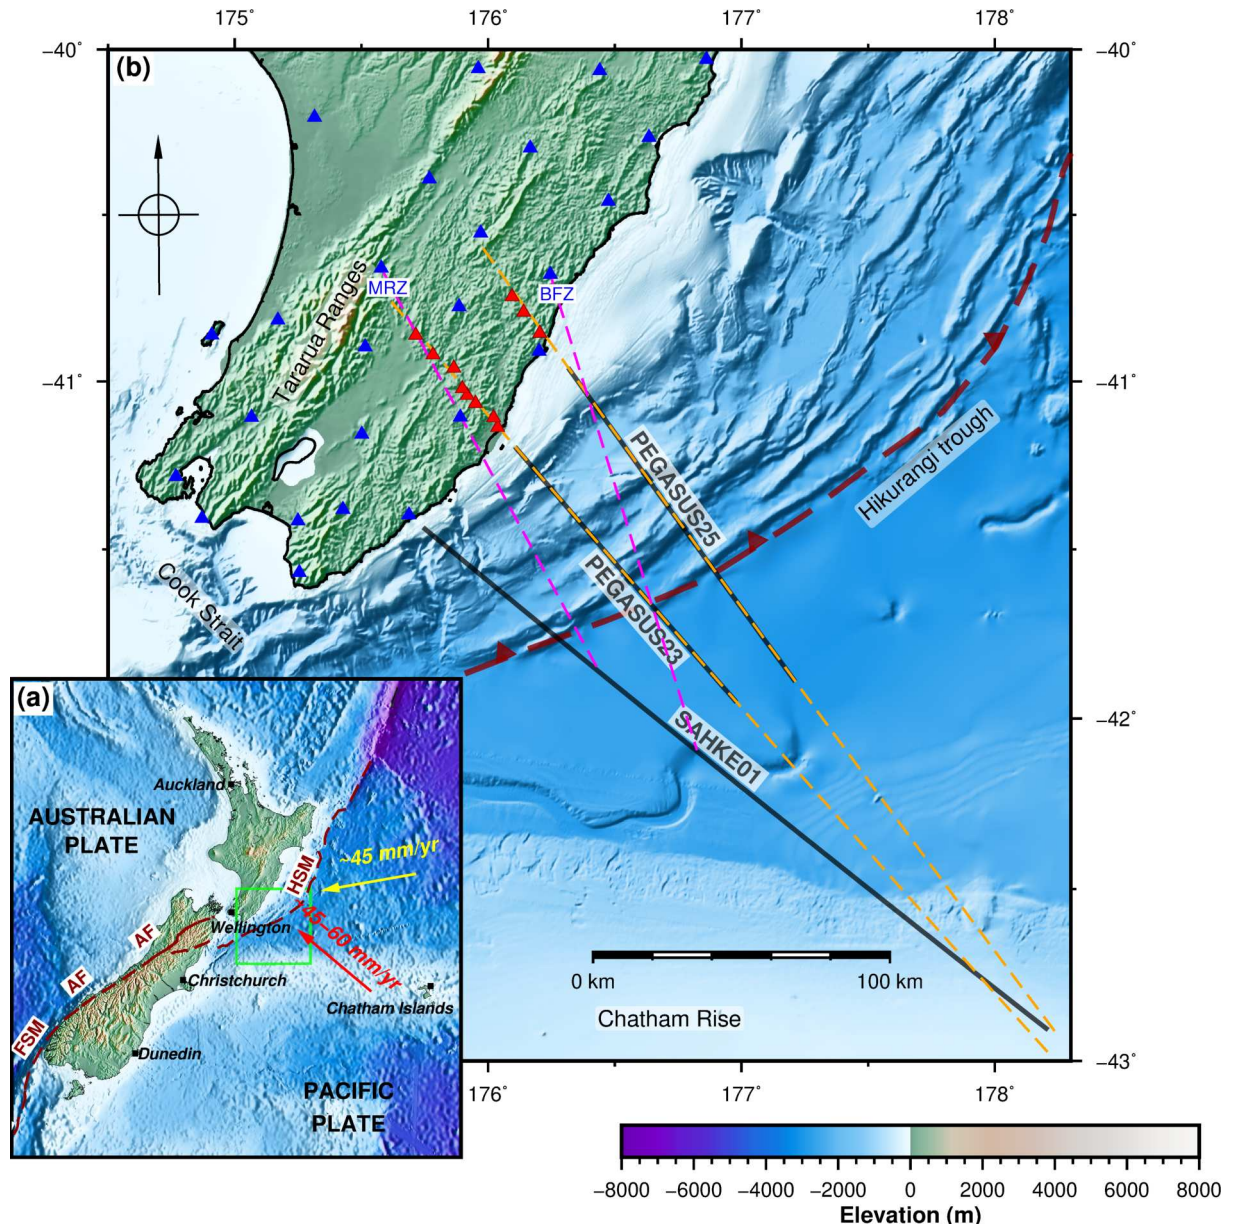 175°
176°
177°
178°
−40°
−40°
(b)
MRZ
BFZ
Tararua Ranges
−41°
−41°
PEGASUS25
Hikurangi trough
PEGASUS23
Cook Strait
SAHKE01
−42°
(a)
Auckland
AUSTRALIAN
PLATE
~45 mm/yr
HSM
AF
Wellington
~45–60 mm/yr
AF
Christchurch
Chatham Islands
FSM
Dunedin
PACIFIC
PLATE
0 km
100 km
Chatham Rise
−43°
176°
177°
178°
−8000
−6000
−4000
−2000
0
2000
4000
6000
8000
Elevation (m)